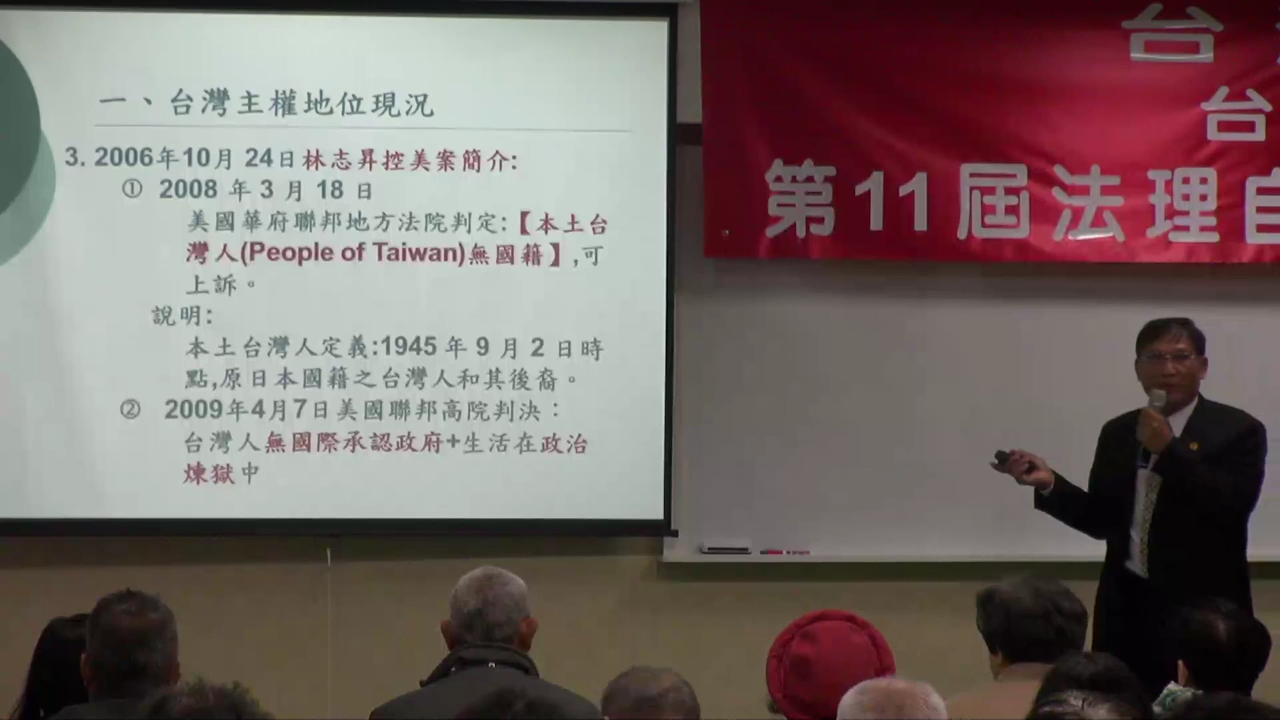 一、台灣主權地位現況
3. 2006年10月 24日林志昇控美案簡介:
① 2008 年 3 月 18 日
美國華府聯邦地方法院判定:【本土台
灣人(People of Taiwan)無國籍】,可
上訴。
說明:
本土台灣人定義:1945 年 9 月 2 日時
點,原日本國籍之台灣人和其後裔。
② 2009年4月7日美國聯邦高院判決：
台灣人無國際承認政府+生活在政治
煉獄中
台
台
第11屆法理自